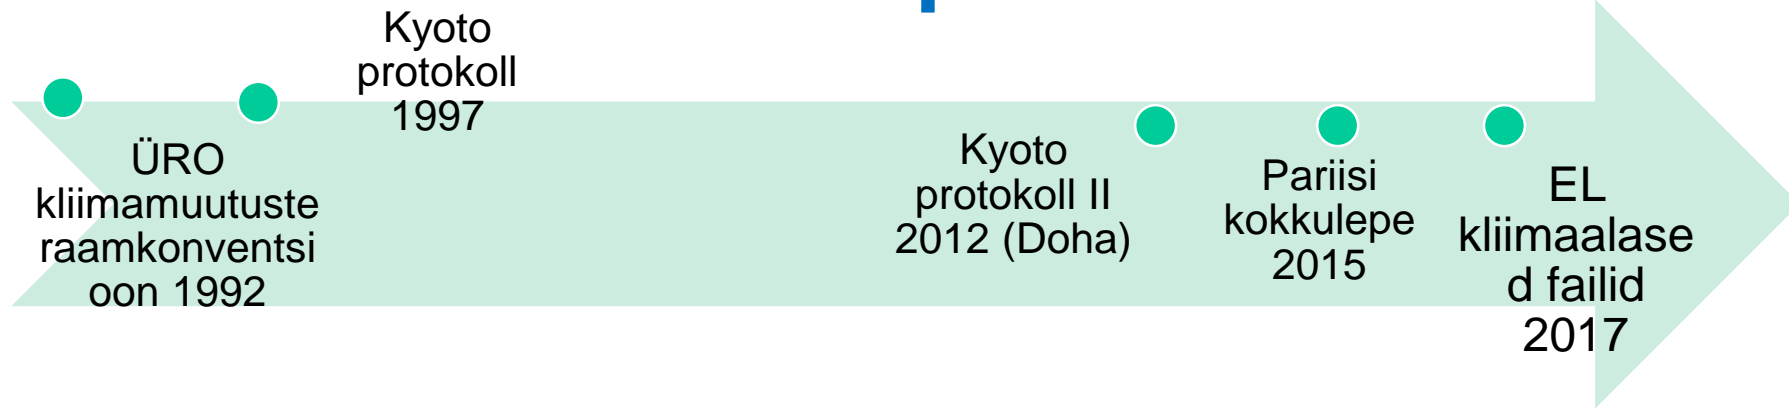 Kyoto
protokoll
1997
ÜRO
kliimamuutuste
raamkonventsi
oon 1992
Kyoto
protokoll II
2012 (Doha)
Pariisi
kokkulepe
2015
EL
kliimaalase
d failid
2017